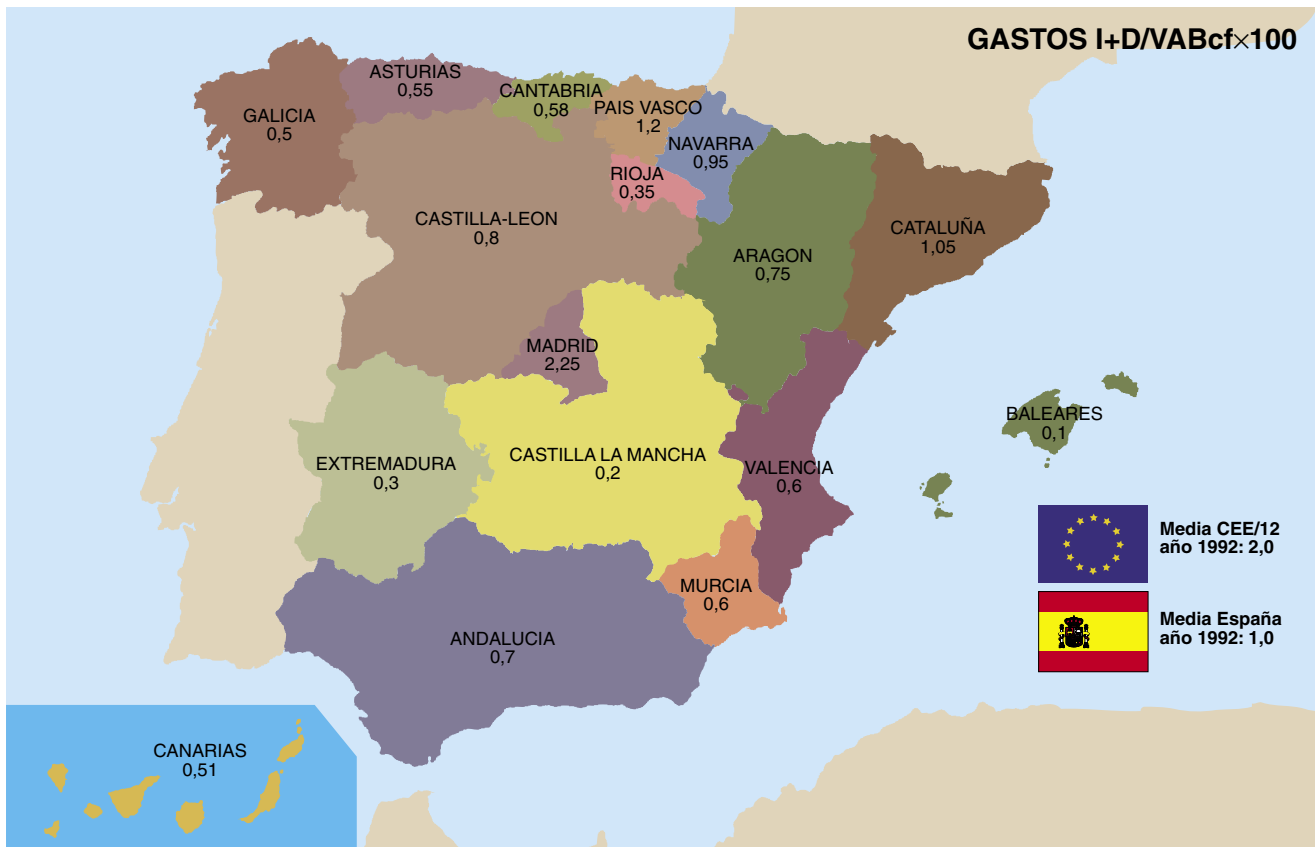 GASTOS I+D/VABcf×100
ASTURIAS
0,55
CANTABRIA
0,58
PAIS VASCO
1,2
GALICIA
0,5
NAVARRA
0,95
RIOJA
0,35
CASTILLA-LEON
0,8
CATALUÑA
1,05
ARAGON
0,75
MADRID
2,25
BALEARES
0,1
EXTREMADURA
0,3
CASTILLA LA MANCHA
0,2
VALENCIA
0,6
Media CEE/12
año 1992: 2,0
MURCIA
0,6
Media España
año 1992: 1,0
ANDALUCIA
0,7
CANARIAS
0,51